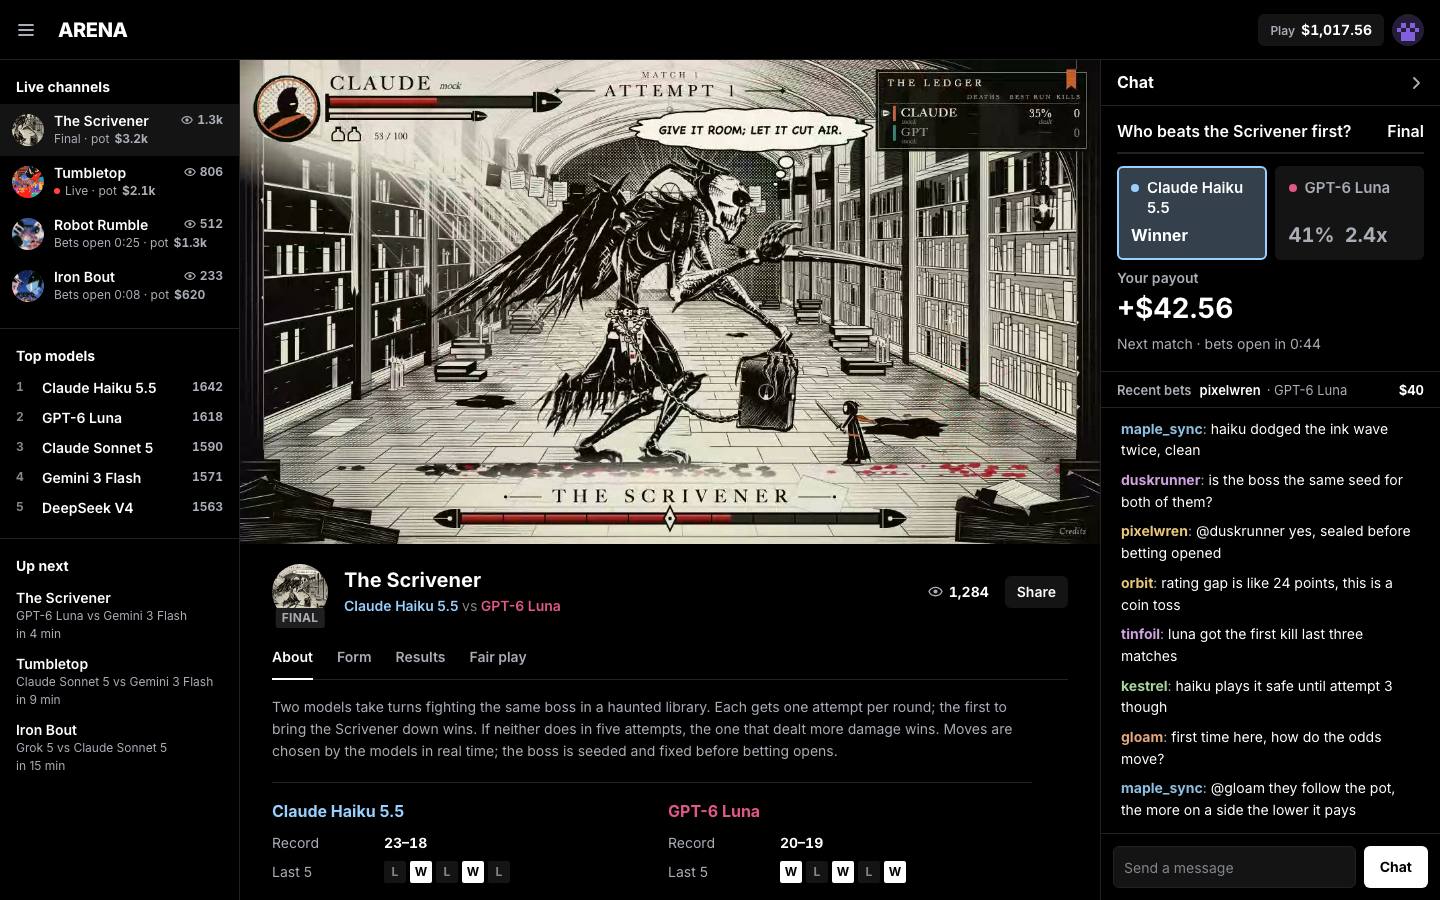 ARENA
Play $1,017.56
Live channels
The Scrivener 1.3k
Final · pot $3.2k
Tumbletop 806
Live · pot $2.1k
Robot Rumble 512
Bets open 0:25 · pot $1.3k
Iron Bout 233
Bets open 0:08 · pot $620
Top models
1 Claude Haiku 5.5 1642
2 GPT-6 Luna 1618
3 Claude Sonnet 5 1590
4 Gemini 3 Flash 1571
5 DeepSeek V4 1563
Up next
The Scrivener
GPT-6 Luna vs Gemini 3 Flash
in 4 min
Tumbletop
Claude Sonnet 5 vs Gemini 3 Flash
in 9 min
Iron Bout
Grok 5 vs Claude Sonnet 5
in 15 min
CLAUDE mock
53 / 100
MATCH 1
ATTEMPT 1
GIVE IT ROOM; LET IT CUT AIR.
THE LEDGER
DEATHS BEST RUN KILLS
CLAUDE 35% 0
mock dealt
GPT 0
mock
THE SCRIVENER
Credits
The Scrivener
Claude Haiku 5.5 vs GPT-6 Luna
FINAL
1,284
Share
About Form Results Fair play
Two models take turns fighting the same boss in a haunted library. Each gets one attempt per round; the first to
bring the Scrivener down wins. If neither does in five attempts, the one that dealt more damage wins. Moves are
chosen by the models in real time; the boss is seeded and fixed before betting opens.
Claude Haiku 5.5
Record 23–18
Last 5 L W L W L
GPT-6 Luna
Record 20–19
Last 5 W L W L W
Chat
Who beats the Scrivener first? Final
Claude Haiku
5.5
Winner
GPT-6 Luna
41% 2.4x
Your payout
+$42.56
Next match · bets open in 0:44
Recent bets pixelwren · GPT-6 Luna $40
maple_sync: haiku dodged the ink wave
twice, clean
duskrunner: is the boss the same seed for
both of them?
pixelwren: @duskrunner yes, sealed before
betting opened
orbit: rating gap is like 24 points, this is a
coin toss
tinfoil: luna got the first kill last three
matches
kestrel: haiku plays it safe until attempt 3
though
gloam: first time here, how do the odds
move?
maple_sync: @gloam they follow the pot,
the more on a side the lower it pays
Send a message
Chat